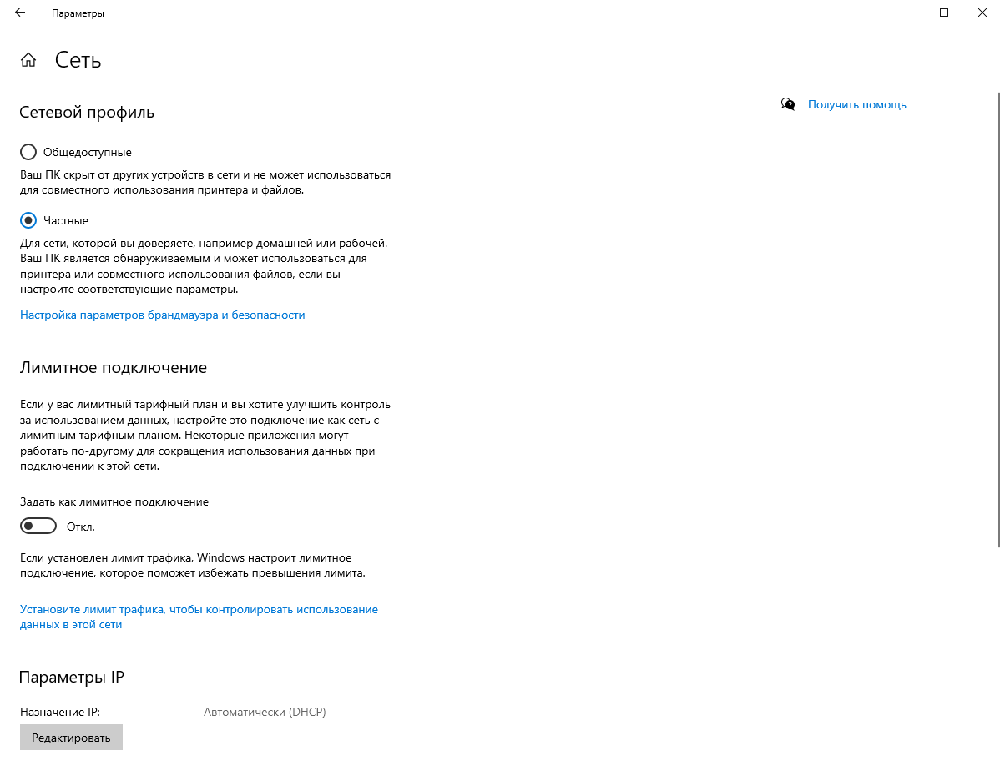 Параметры
Сеть
Сетевой профиль
Получить помощь
Общедоступные
Ваш ПК скрыт от других устройств в сети и не может использоваться
для совместного использования принтера и файлов.
Частные
Для сети, которой вы доверяете, например домашней или рабочей.
Ваш ПК является обнаруживаемым и может использоваться для
принтера или совместного использования файлов, если вы
настроите соответствующие параметры.
Настройка параметров брандмауэра и безопасности
Лимитное подключение
Если у вас лимитный тарифный план и вы хотите улучшить контроль
за использованием данных, настройте это подключение как сеть с
лимитным тарифным планом. Некоторые приложения могут
работать по-другому для сокращения использования данных при
подключении к этой сети.
Задать как лимитное подключение
Откл.
Если установлен лимит трафика, Windows настроит лимитное
подключение, которое поможет избежать превышения лимита.
Установите лимит трафика, чтобы контролировать использование
данных в этой сети
Параметры IP
Назначение IP: Автоматически (DHCP)
Редактировать